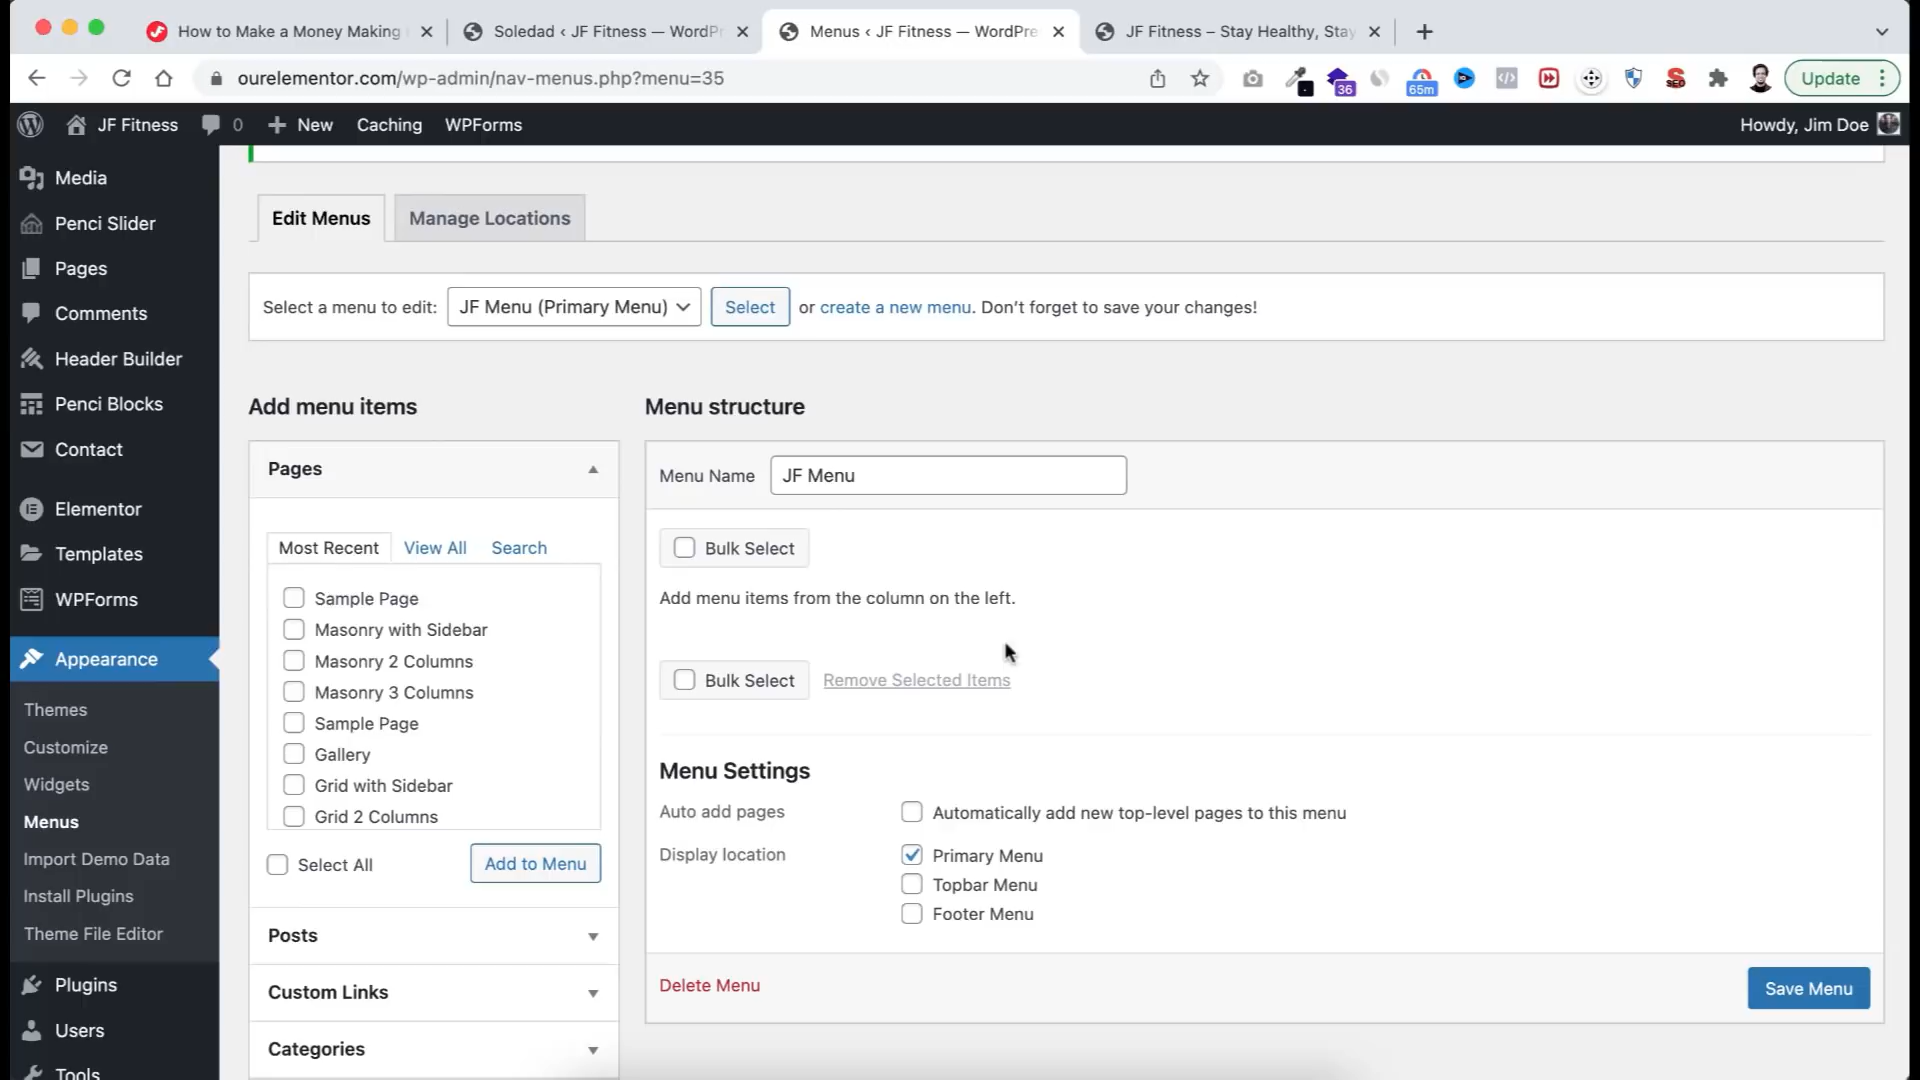 How to Make a Money Making
Soledad ‹ JF Fitness — WordPr
Menus ‹ JF Fitness — WordPre
JF Fitness – Stay Healthy, Stay
ourelementor.com/wp-admin/nav-menus.php?menu=35
36
65m
SEO
Update
JF Fitness
0
New
Caching
WPForms
Howdy, Jim Doe
Media
Penci Slider
Pages
Comments
Header Builder
Penci Blocks
Contact
Elementor
Templates
WPForms
Appearance
Themes
Customize
Widgets
Menus
Import Demo Data
Install Plugins
Theme File Editor
Plugins
Users
Tools
Edit Menus
Manage Locations
Select a menu to edit: JF Menu (Primary Menu) Select or create a new menu. Don’t forget to save your changes!
Add menu items
Pages
Most Recent View All Search
Sample Page
Masonry with Sidebar
Masonry 2 Columns
Masonry 3 Columns
Sample Page
Gallery
Grid with Sidebar
Grid 2 Columns
Select All
Add to Menu
Posts
Custom Links
Categories
Menu structure
Menu Name JF Menu
Bulk Select
Add menu items from the column on the left.
Bulk Select Remove Selected Items
Menu Settings
Auto add pages Automatically add new top-level pages to this menu
Display location Primary Menu
Topbar Menu
Footer Menu
Delete Menu
Save Menu